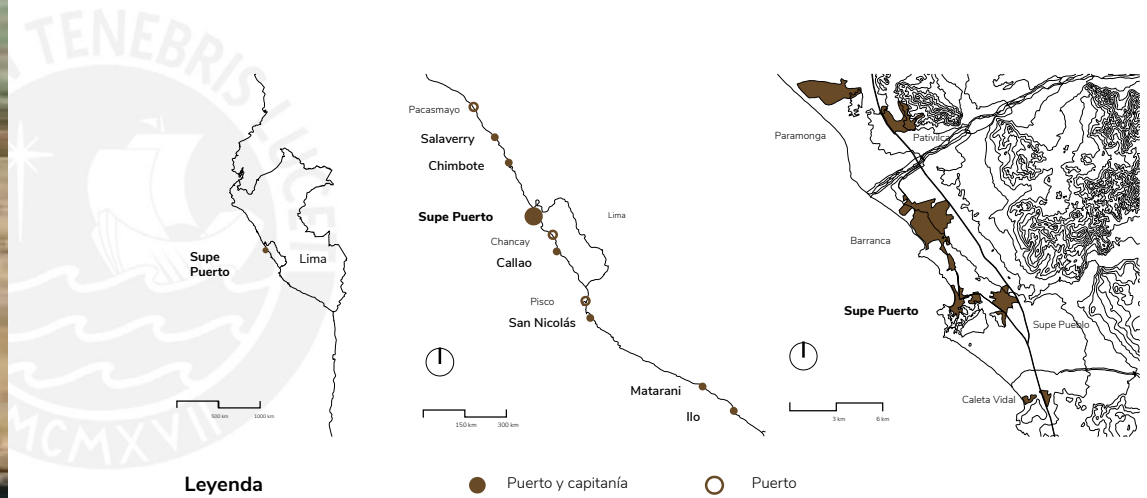 TENEBRIS LUCET
MCMXVII
Supe
Puerto
Lima
500 km
1000 km
Pacasmayo
Salaverry
Chimbote
Supe Puerto
Lima
Chancay
Callao
Pisco
San Nicolás
Matarani
Ilo
150 km
300 km
Paramonga
Pativilca
Barranca
Supe Puerto
Supe Pueblo
Caleta Vidal
3 km
6 km
Leyenda
Puerto y capitanía
Puerto